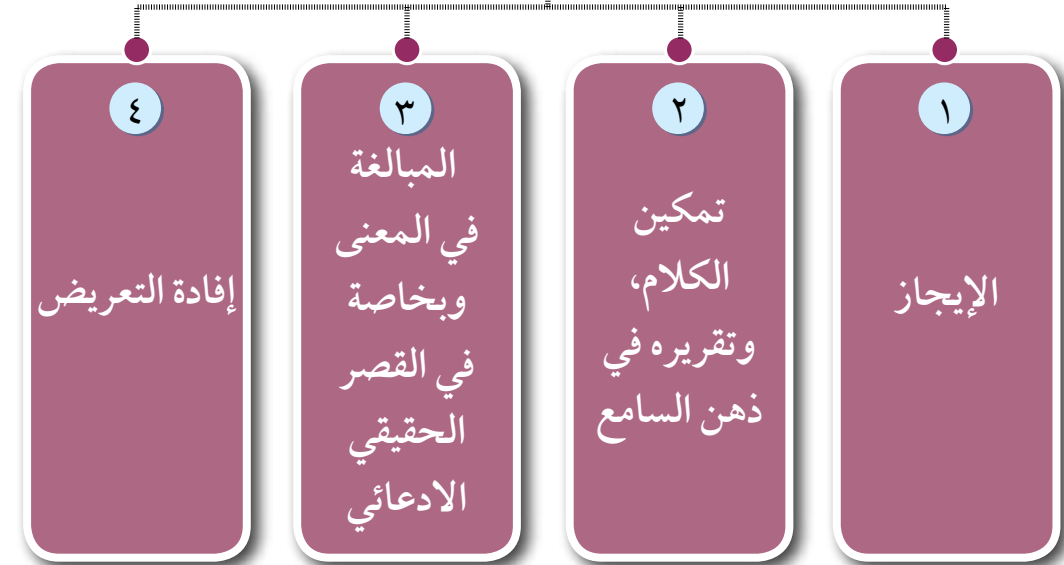 ١
الإيجاز
٢
تمكين
الكلام،
وتقريره في
ذهن السامع
٣
المبالغة
في المعنى
وبخاصة
في القصر
الحقيقي
الادعائي
٤
إفادة التعريض